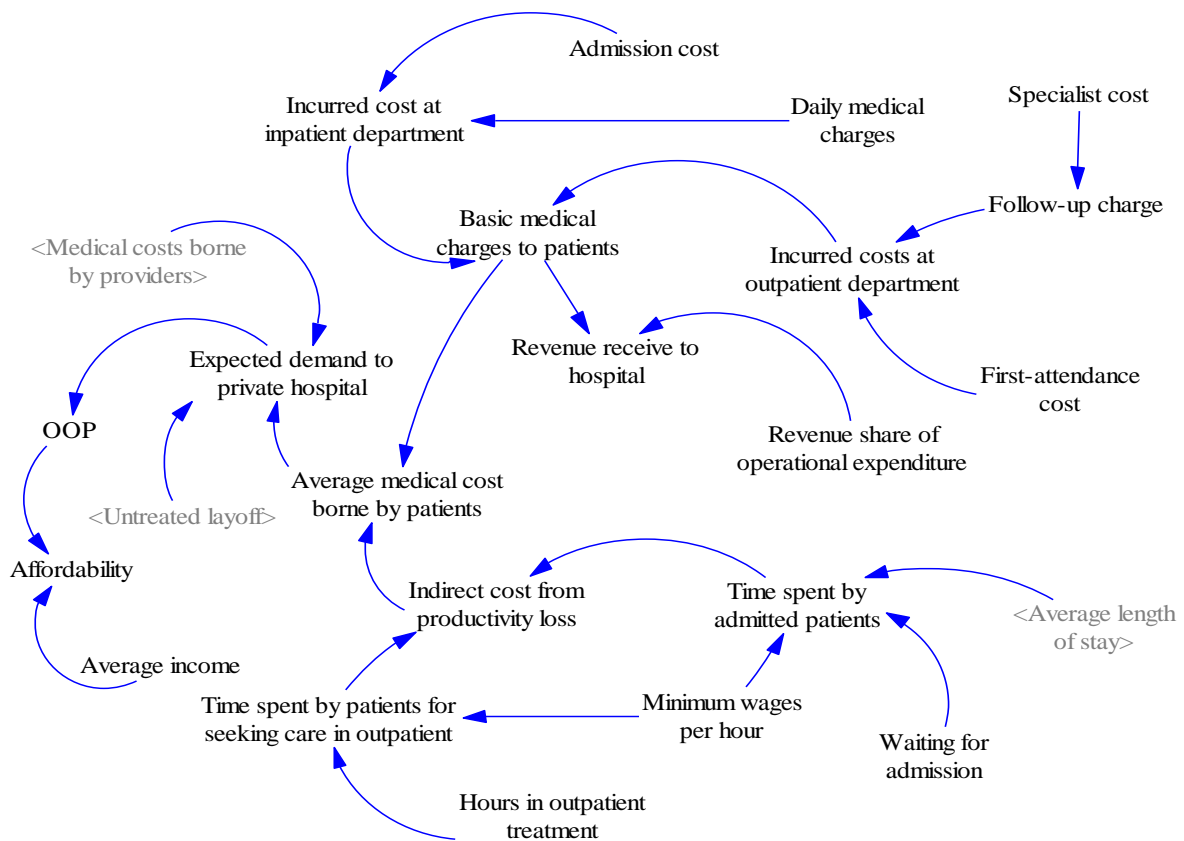 Admission cost
Incurred cost at
inpatient department
Daily medical
charges
Specialist cost
Follow-up charge
Basic medical
charges to patients
<Medical costs borne
by providers>
Incurred costs at
outpatient department
Revenue receive to
hospital
Expected demand to
private hospital
First-attendance
cost
OOP
Revenue share of
operational expenditure
Average medical cost
borne by patients
<Untreated layoff>
Affordability
Indirect cost from
productivity loss
Time spent by
admitted patients
<Average length
of stay>
Average income
Time spent by patients for
seeking care in outpatient
Minimum wages
per hour
Waiting for
admission
Hours in outpatient
treatment